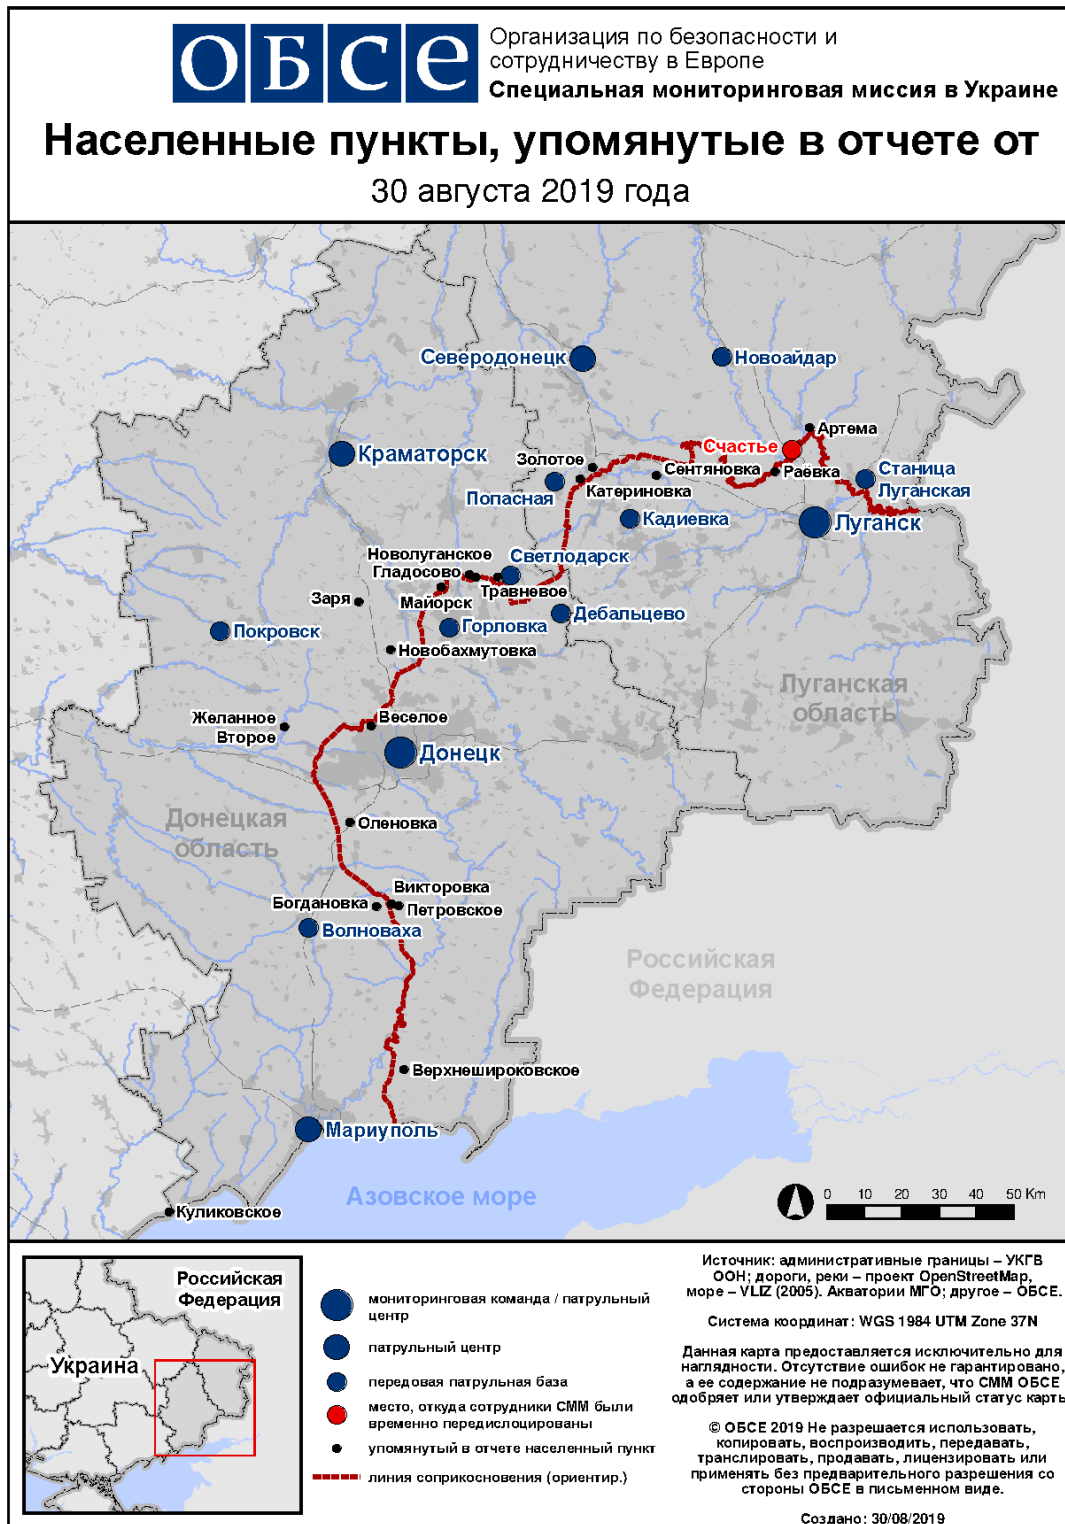 ОБСЕ
Организация по безопасности и
сотрудничеству в Европе
Специальная мониторинговая миссия в Украине
Населенные пункты, упомянутые в отчете от
30 августа 2019 года
Северодонецк
Новоайдар
Артема
Счастье
Краматорск
Золотое
Сентяновка
Раёвка
Станица
Луганская
Попасная
Катериновка
Кадиевка
Луганск
Новолуганское
Светлодарск
Гладосово
Травневое
Заря
Майорск
Дебальцево
Покровск
Горловка
Новобахмутовка
Луганская
область
Желанное
Второе
Веселое
Донецк
Донецкая
область
Оленовка
Викторовка
Богдановка
Петровское
Волноваха
Российская
Федерация
Верхнешироковское
Мариуполь
Азовское море
Куликовское
0 10 20 30 40 50 Km
Российская
Федерация
Украина
мониторинговая команда / патрульный
центр
патрульный центр
передовая патрульная база
место, откуда сотрудники СММ были
временно передислоцированы
упомянутый в отчете населенный пункт
линия соприкосновения (ориентир.)
Источник: административные границы – УКГВ
ООН; дороги, реки – проект OpenStreetMap,
море – VLIZ (2005). Акватории МГО; другое – ОБСЕ.
Система координат: WGS 1984 UTM Zone 37N
Данная карта предоставляется исключительно для
наглядности. Отсутствие ошибок не гарантировано,
а ее содержание не подразумевает, что СММ ОБСЕ
одобряет или утверждает официальный статус карты
© ОБСЕ 2019 Не разрешается использовать,
копировать, воспроизводить, передавать,
транслировать, продавать, лицензировать или
применять без предварительного разрешения со
стороны ОБСЕ в письменном виде.
Создано: 30/08/2019